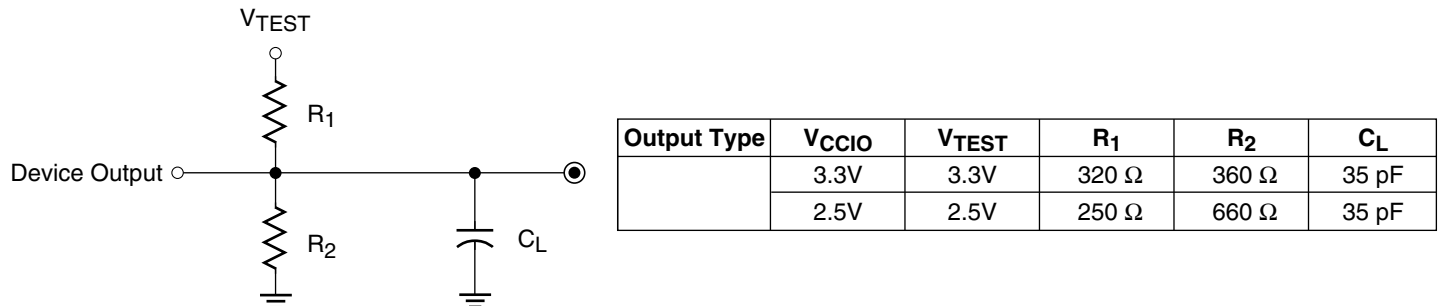 VTEST
R1
Device Output
R2
CL
Output Type VCCIO VTEST R1 R2 CL
3.3V 3.3V 320 Ω 360 Ω 35 pF
2.5V 2.5V 250 Ω 660 Ω 35 pF